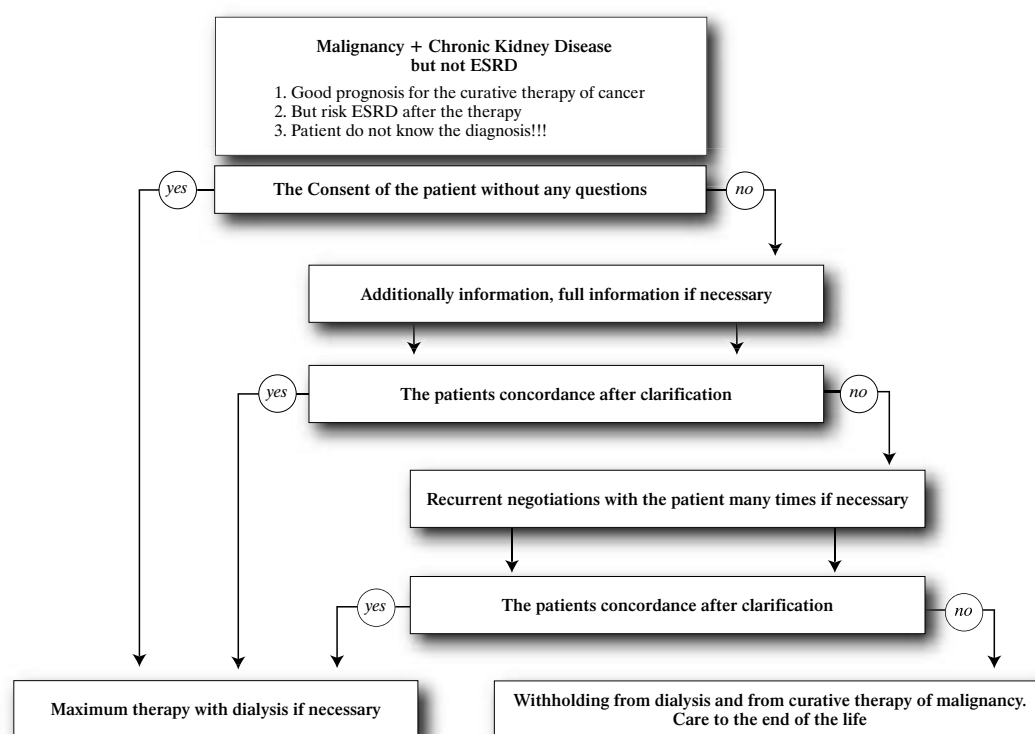 Malignancy + Chronic Kidney Disease
but not ESRD
1. Good prognosis for the curative therapy of cancer
2. But risk ESRD after the therapy
3. Patient do not know the diagnosis!!!
yes
The Consent of the patient without any questions
no
Additionally information, full information if necessary
yes
The patients concordance after clarification
no
Recurrent negotiations with the patient many times if necessary
yes
The patients concordance after clarification
no
Maximum therapy with dialysis if necessary
Withholding from dialysis and from curative therapy of malignancy.
Care to the end of the life